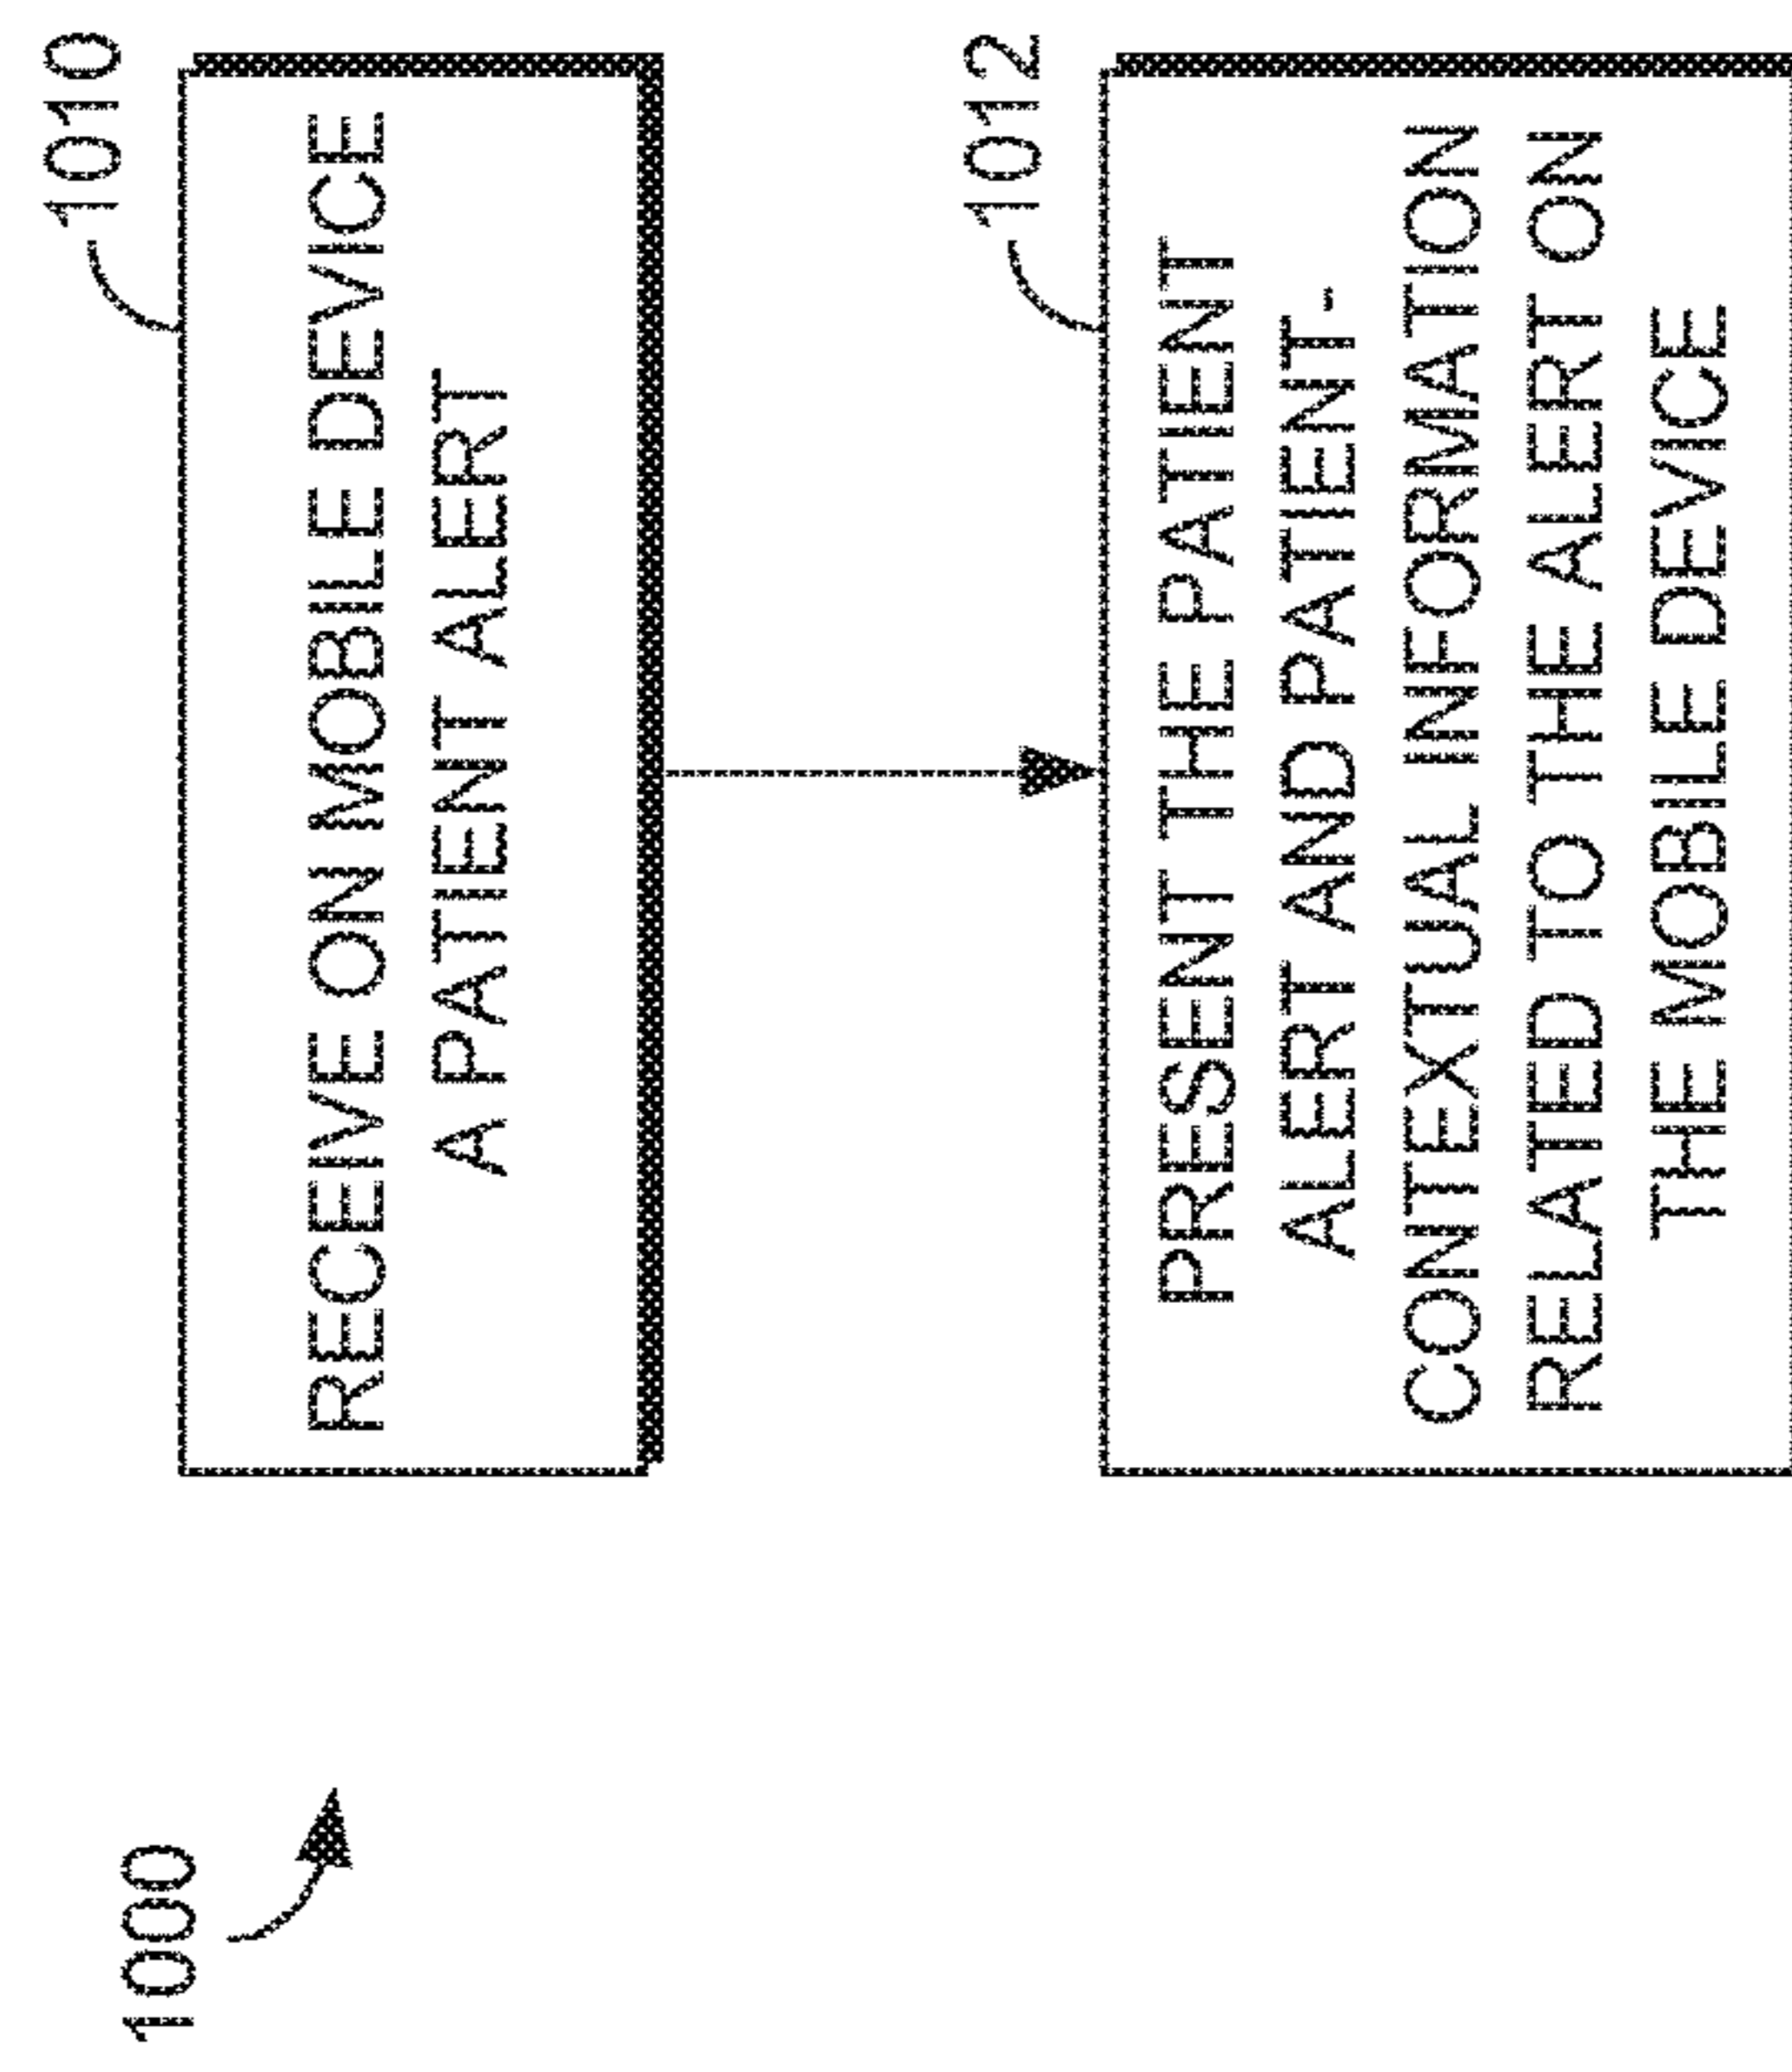 1000
1010
RECEIVE ON MOBILE DEVICE
A PATIENT ALERT
1012
PRESENT THE PATIENT
ALERT AND PATIENT-
CONTEXTUAL INFORMATION
RELATED TO THE ALERT ON
THE MOBILE DEVICE